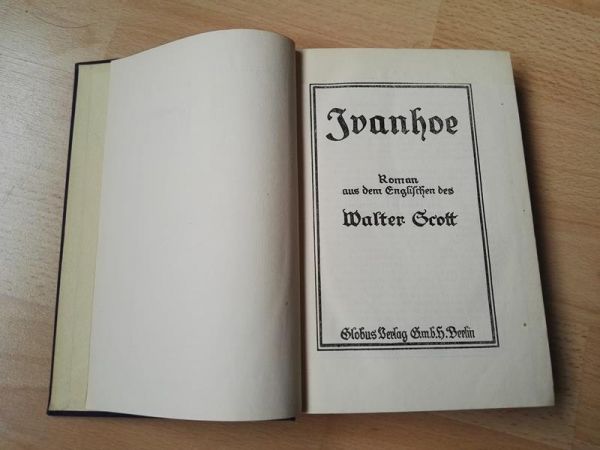 Ivanhoe
Roman
aus dem Englischen des
Walter Scott
Globus Verlag G.m.b.H. Berlin